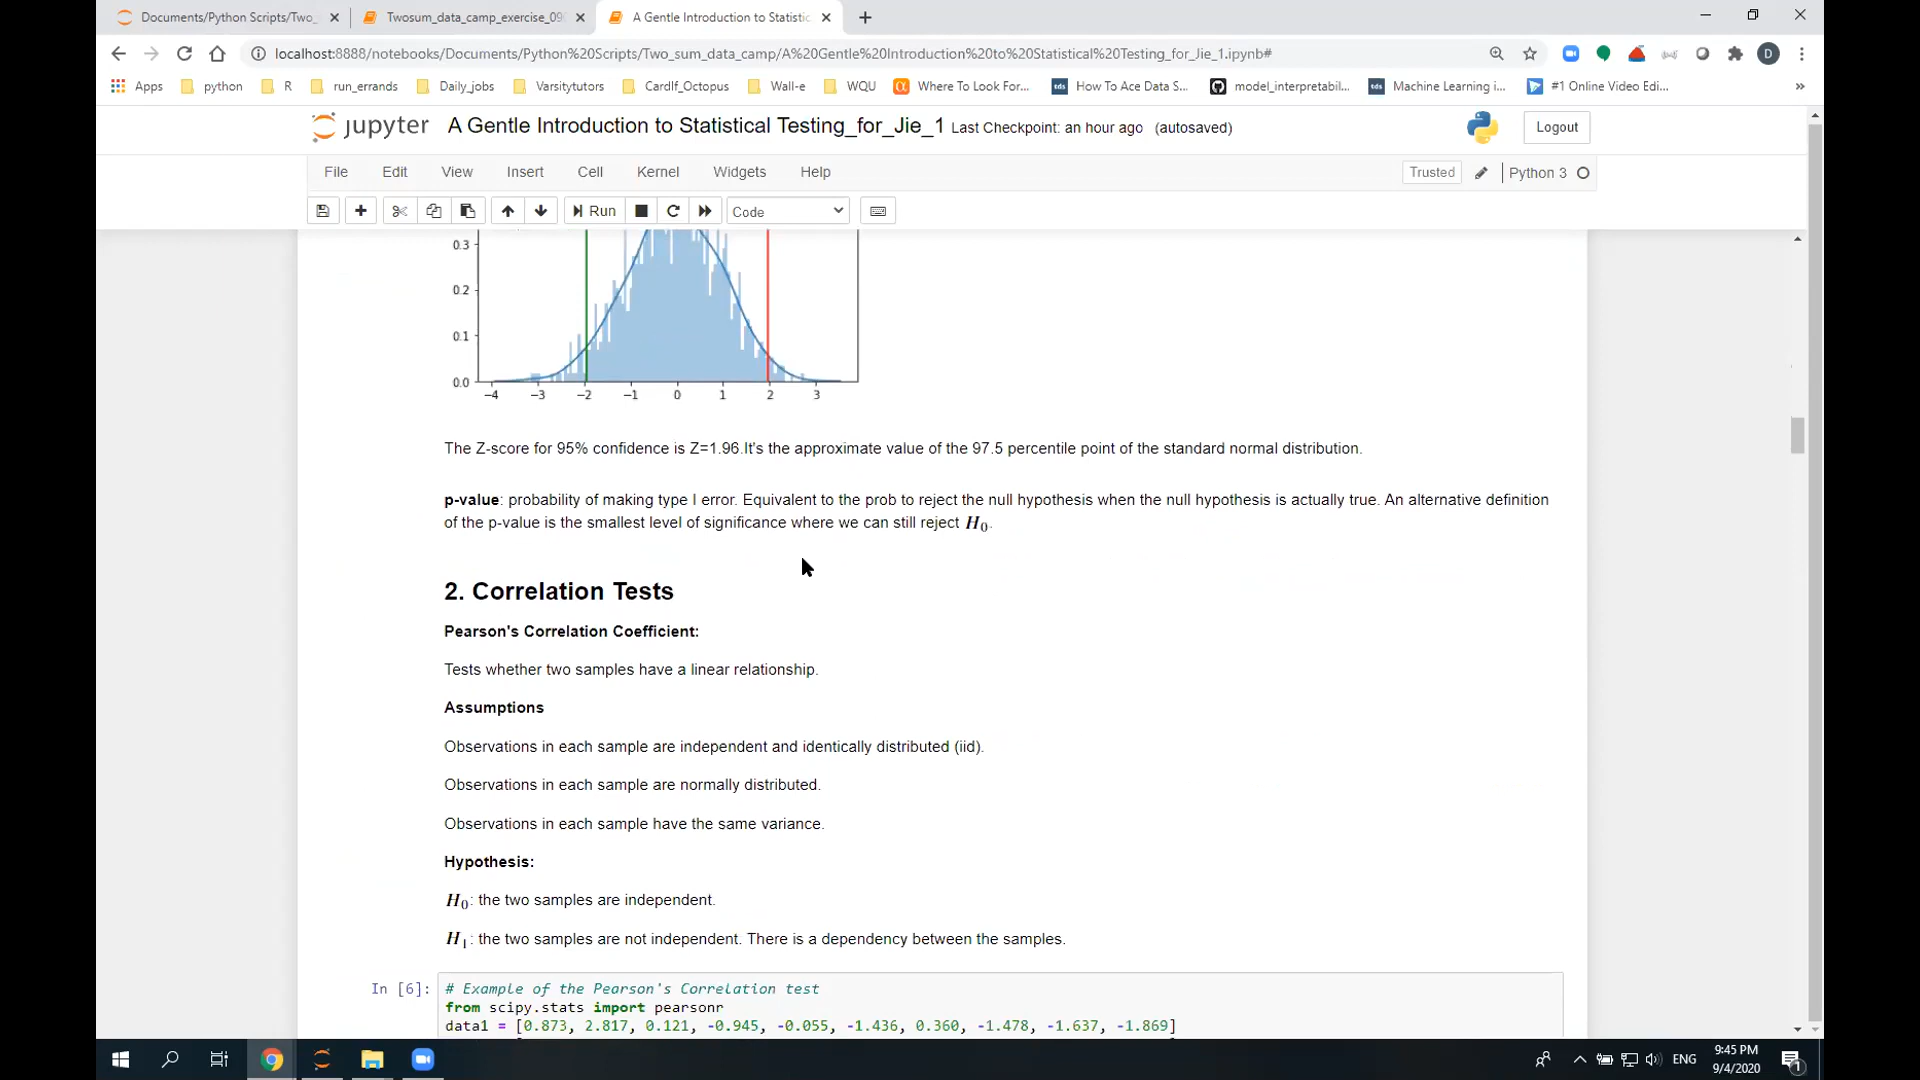 Documents/Python Scripts/Two_
Twosum_data_camp_exercise_09
A Gentle Introduction to Statistic
localhost:8888/notebooks/Documents/Python%20Scripts/Two_sum_data_camp/A%20Gentle%20Introduction%20to%20Statistical%20Testing_for_Jie_1.ipynb#
D
Apps python R run_errands Daily_jobs Varsitytutors CardIf_Octopus Wall-e WQU Where To Look For... How To Ace Data S... model_interpretabil... Machine Learning i... #1 Online Video Edi... »
jupyter A Gentle Introduction to Statistical Testing_for_Jie_1 Last Checkpoint: an hour ago (autosaved) Logout
File Edit View Insert Cell Kernel Widgets Help Trusted Python 3
Run Code
0.3
0.2
0.1
0.0
−4 −3 −2 −1 0 1 2 3
The Z-score for 95% confidence is Z=1.96.It's the approximate value of the 97.5 percentile point of the standard normal distribution.
p-value: probability of making type I error. Equivalent to the prob to reject the null hypothesis when the null hypothesis is actually true. An alternative definition
of the p-value is the smallest level of significance where we can still reject H0.
2. Correlation Tests
Pearson's Correlation Coefficient:
Tests whether two samples have a linear relationship.
Assumptions
Observations in each sample are independent and identically distributed (iid).
Observations in each sample are normally distributed.
Observations in each sample have the same variance.
Hypothesis:
H0: the two samples are independent.
H1: the two samples are not independent. There is a dependency between the samples.
In [6]: # Example of the Pearson's Correlation test
from scipy.stats import pearsonr
data1 = [0.873, 2.817, 0.121, -0.945, -0.055, -1.436, 0.360, -1.478, -1.637, -1.869]
ENG
9:45 PM
9/4/2020
1